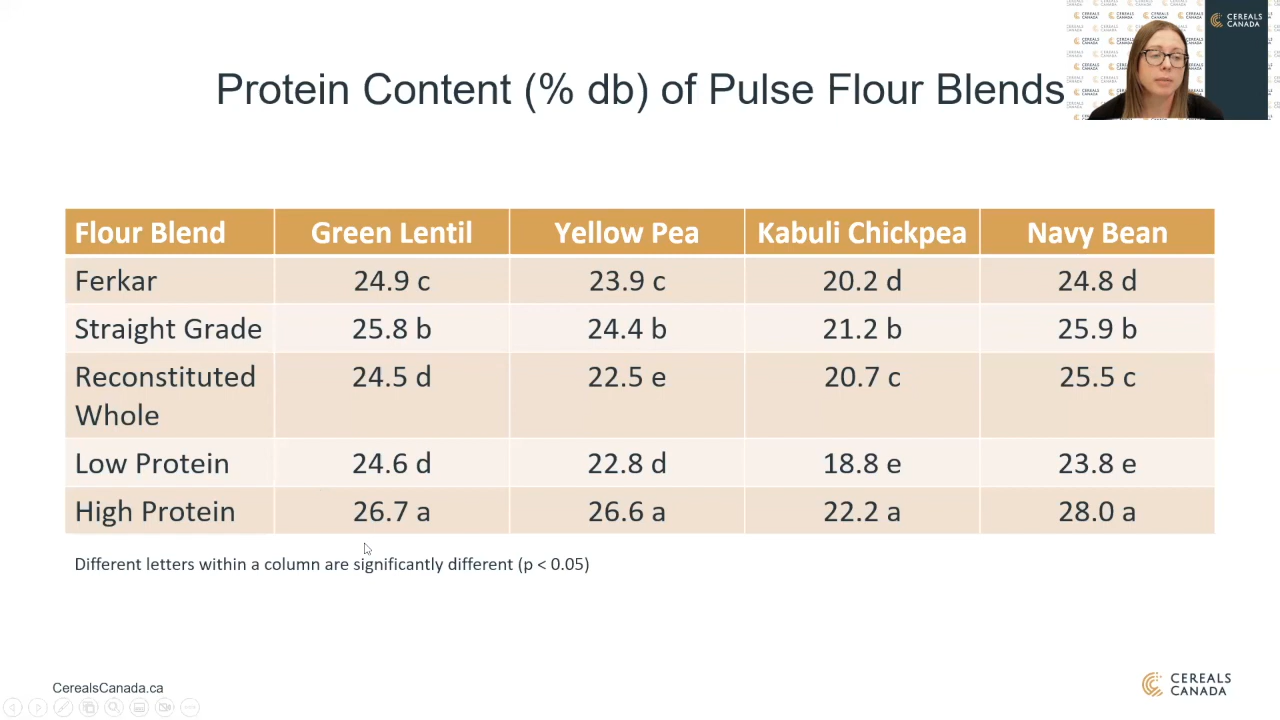 CEREALS
CANADA
Protein Content (% db) of Pulse Flour Blends
Flour Blend Green Lentil Yellow Pea Kabuli Chickpea Navy Bean
Ferkar 24.9 c 23.9 c 20.2 d 24.8 d
Straight Grade 25.8 b 24.4 b 21.2 b 25.9 b
Reconstituted 24.5 d 22.5 e 20.7 c 25.5 c
Whole
Low Protein 24.6 d 22.8 d 18.8 e 23.8 e
High Protein 26.7 a 26.6 a 22.2 a 28.0 a
Different letters within a column are significantly different (p < 0.05)
CerealsCanada.ca
CEREALS
CANADA